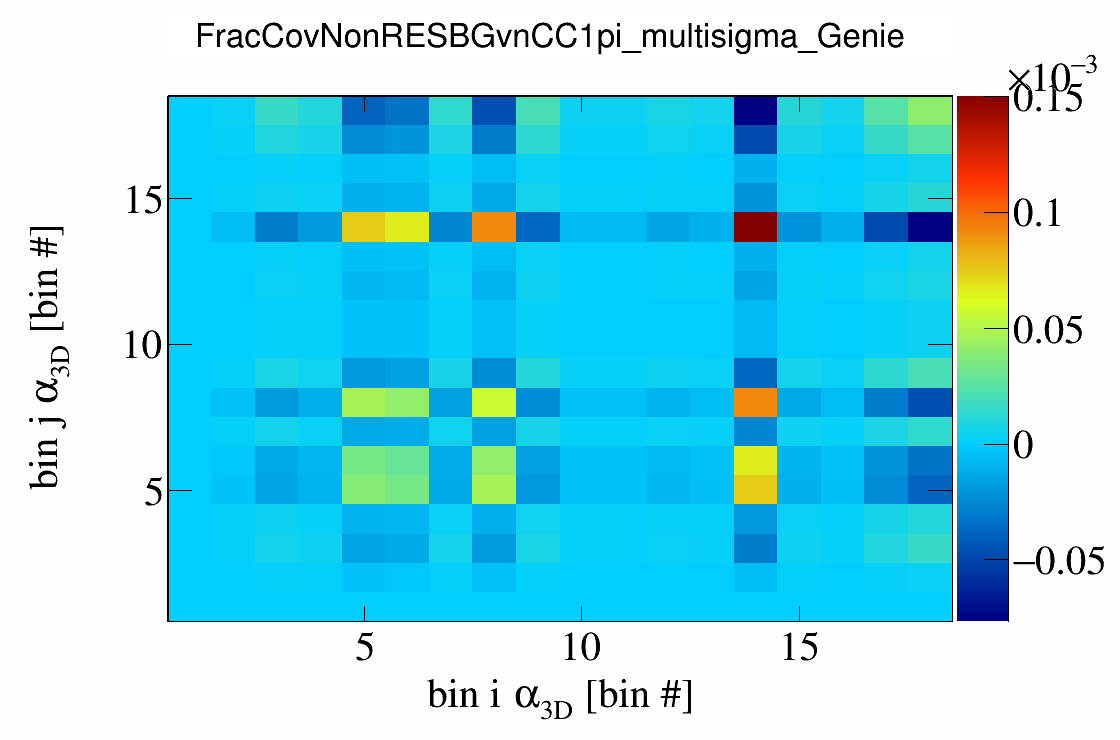 FracCovNonRESBGvnCC1pi_multisigma_Genie
×10⁻³
0.15
0.1
0.05
0
−0.05
15
10
5
bin j α3D [bin #]
5 10 15
bin i α3D [bin #]